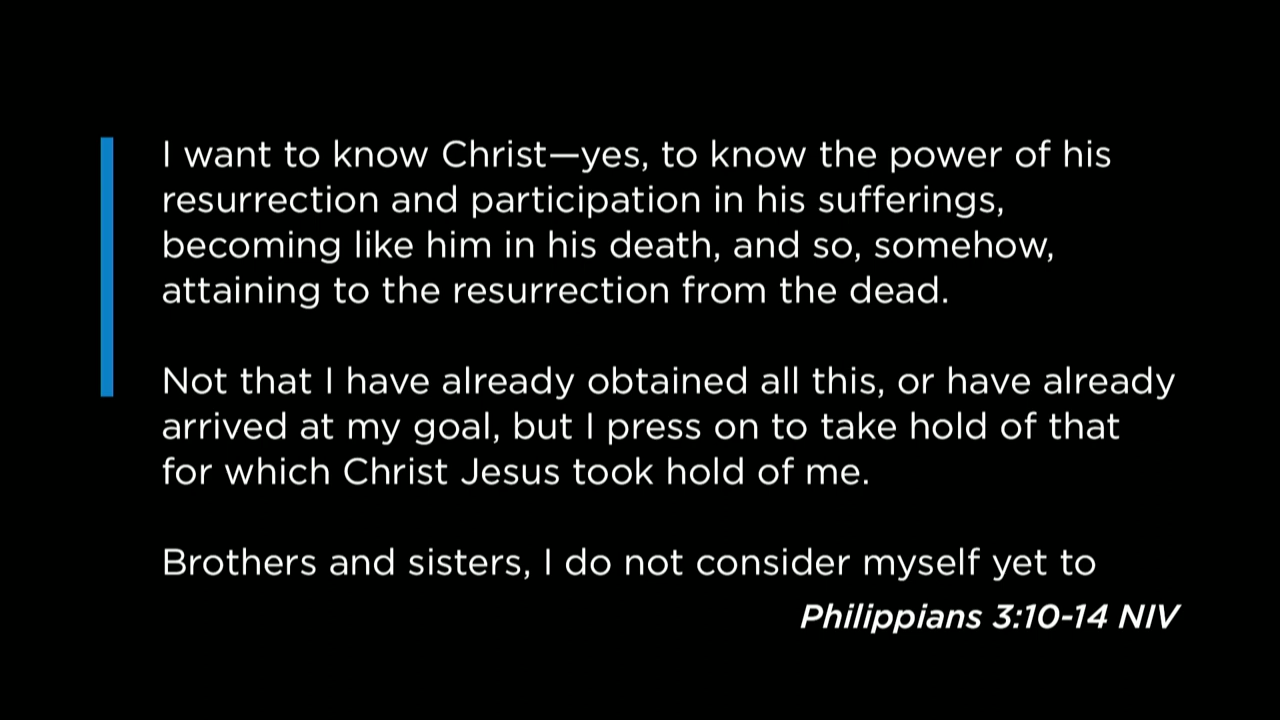 I want to know Christ—yes, to know the power of his
resurrection and participation in his sufferings,
becoming like him in his death, and so, somehow,
attaining to the resurrection from the dead.
Not that I have already obtained all this, or have already
arrived at my goal, but I press on to take hold of that
for which Christ Jesus took hold of me.
Brothers and sisters, I do not consider myself yet to
Philippians 3:10-14 NIV